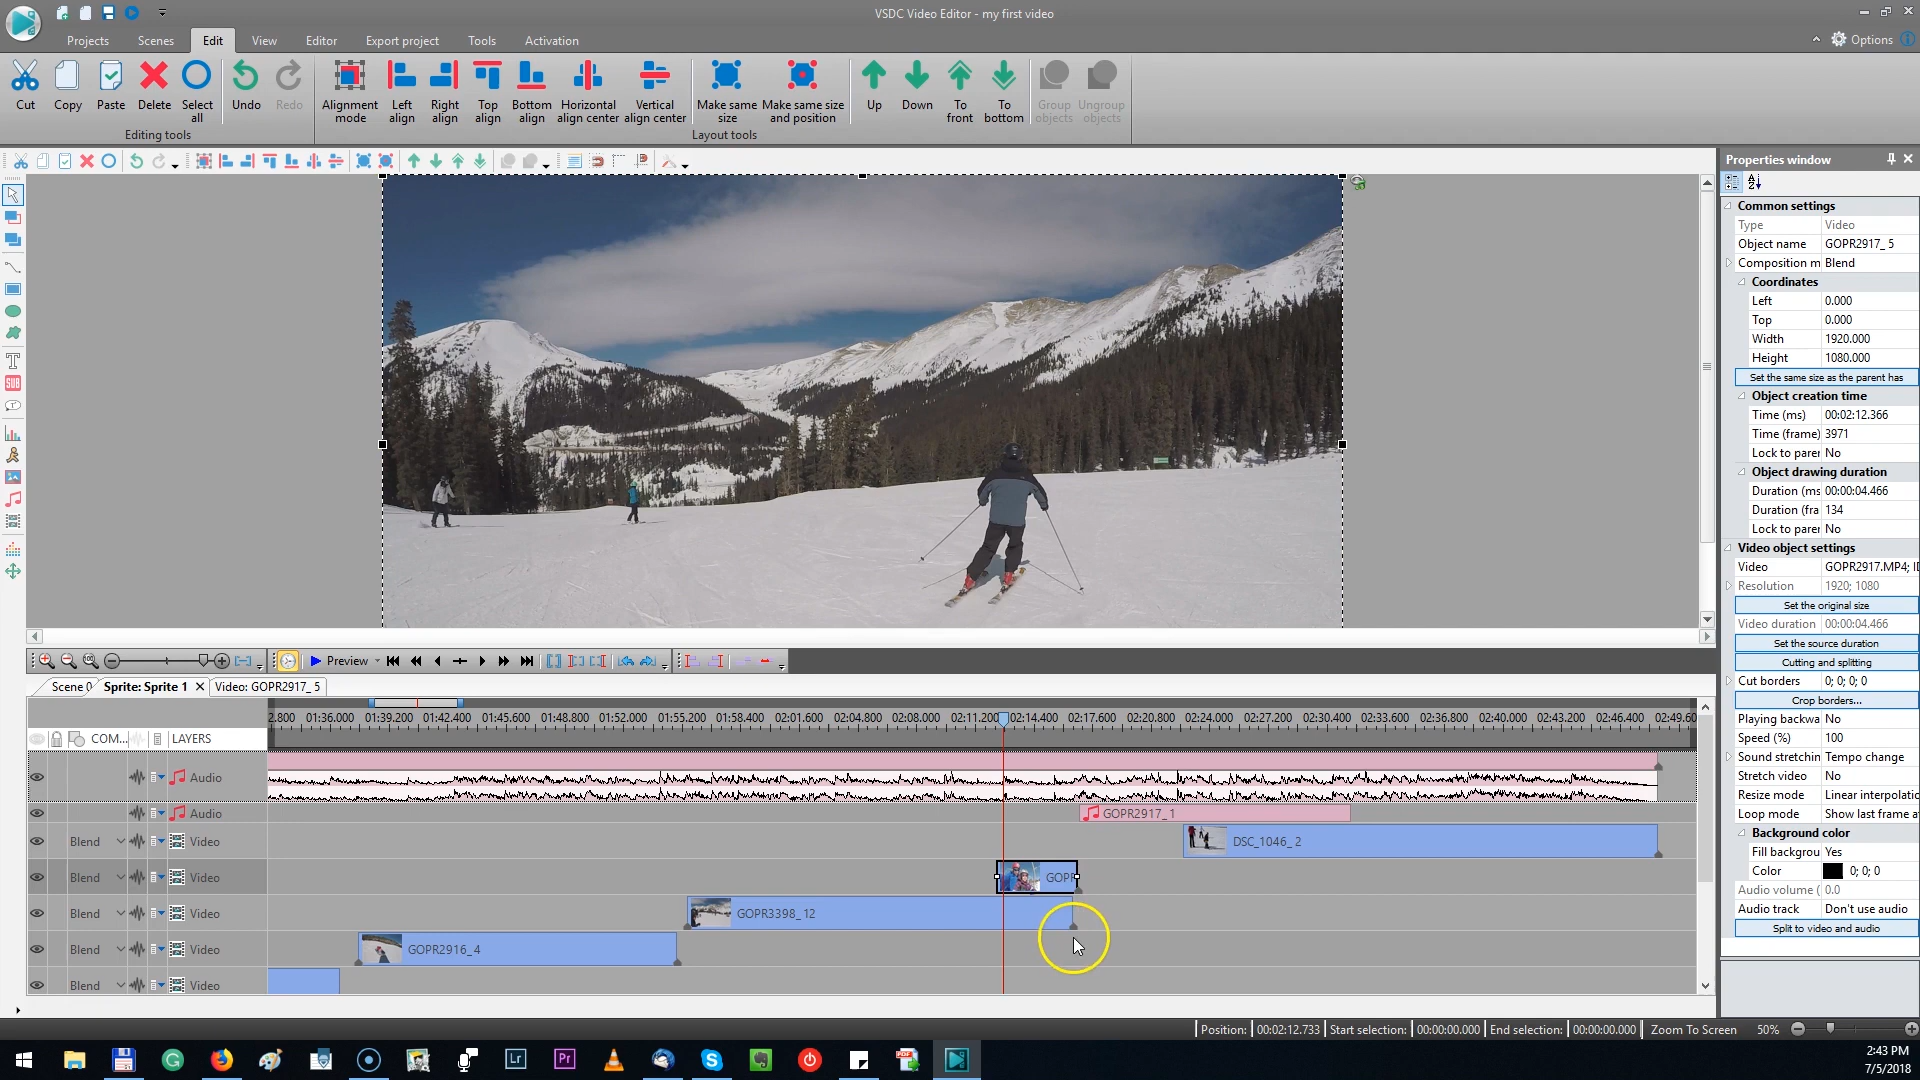 VSDC Video Editor - my first video
Projects Scenes Edit View Editor Export project Tools Activation Options
Cut Copy Paste Delete Select all Undo Redo
Editing tools
Alignment mode Left align Right align Top align Bottom align Horizontal align center Vertical align center Make same size Make same size and position Up Down To front To bottom Group objects Ungroup objects
Layout tools
Properties window
Common settings
Type Video
Object name GOPR2917_ 5
Composition m Blend
Coordinates
Left 0.000
Top 0.000
Width 1920.000
Height 1080.000
Set the same size as the parent has
Object creation time
Time (ms) 00:02:12.366
Time (frame) 3971
Lock to parer No
Object drawing duration
Duration (ms 00:00:04.466
Duration (fra 134
Lock to parer No
Video object settings
Video GOPR2917.MP4; II
Resolution 1920; 1080
Set the original size
Video duration 00:00:04.466
Set the source duration
Cutting and splitting
Cut borders 0; 0; 0; 0
Crop borders...
Playing backwa No
Speed (%) 100
Sound stretchin Tempo change
Stretch video No
Resize mode Linear interpolatic
Loop mode Show last frame a
Background color
Fill backgrou Yes
Color 0; 0; 0
Audio volume ( 0.0
Audio track Don't use audio
Split to video and audio
Preview
Scene 0 Sprite: Sprite 1 Video: GOPR2917_ 5
2.800 01:36.000 01:39.200 01:42.400 01:45.600 01:48.800 01:52.000 01:55.200 01:58.400 02:01.600 02:04.800 02:08.000 02:11.200 02:14.400 02:17.600 02:20.800 02:24.000 02:27.200 02:30.400 02:33.600 02:36.800 02:40.000 02:43.200 02:46.400 02:49.60
COM... LAYERS
Audio
Audio GOPR2917_1
Blend Video DSC_1046_ 2
Blend Video GOPR
Blend Video GOPR3398_ 12
Blend Video GOPR2916_4
Blend Video
Position: 00:02:12.733 Start selection: 00:00:00.000 End selection: 00:00:00.000 Zoom To Screen 50%
Lr Pr
2:43 PM
7/5/2018